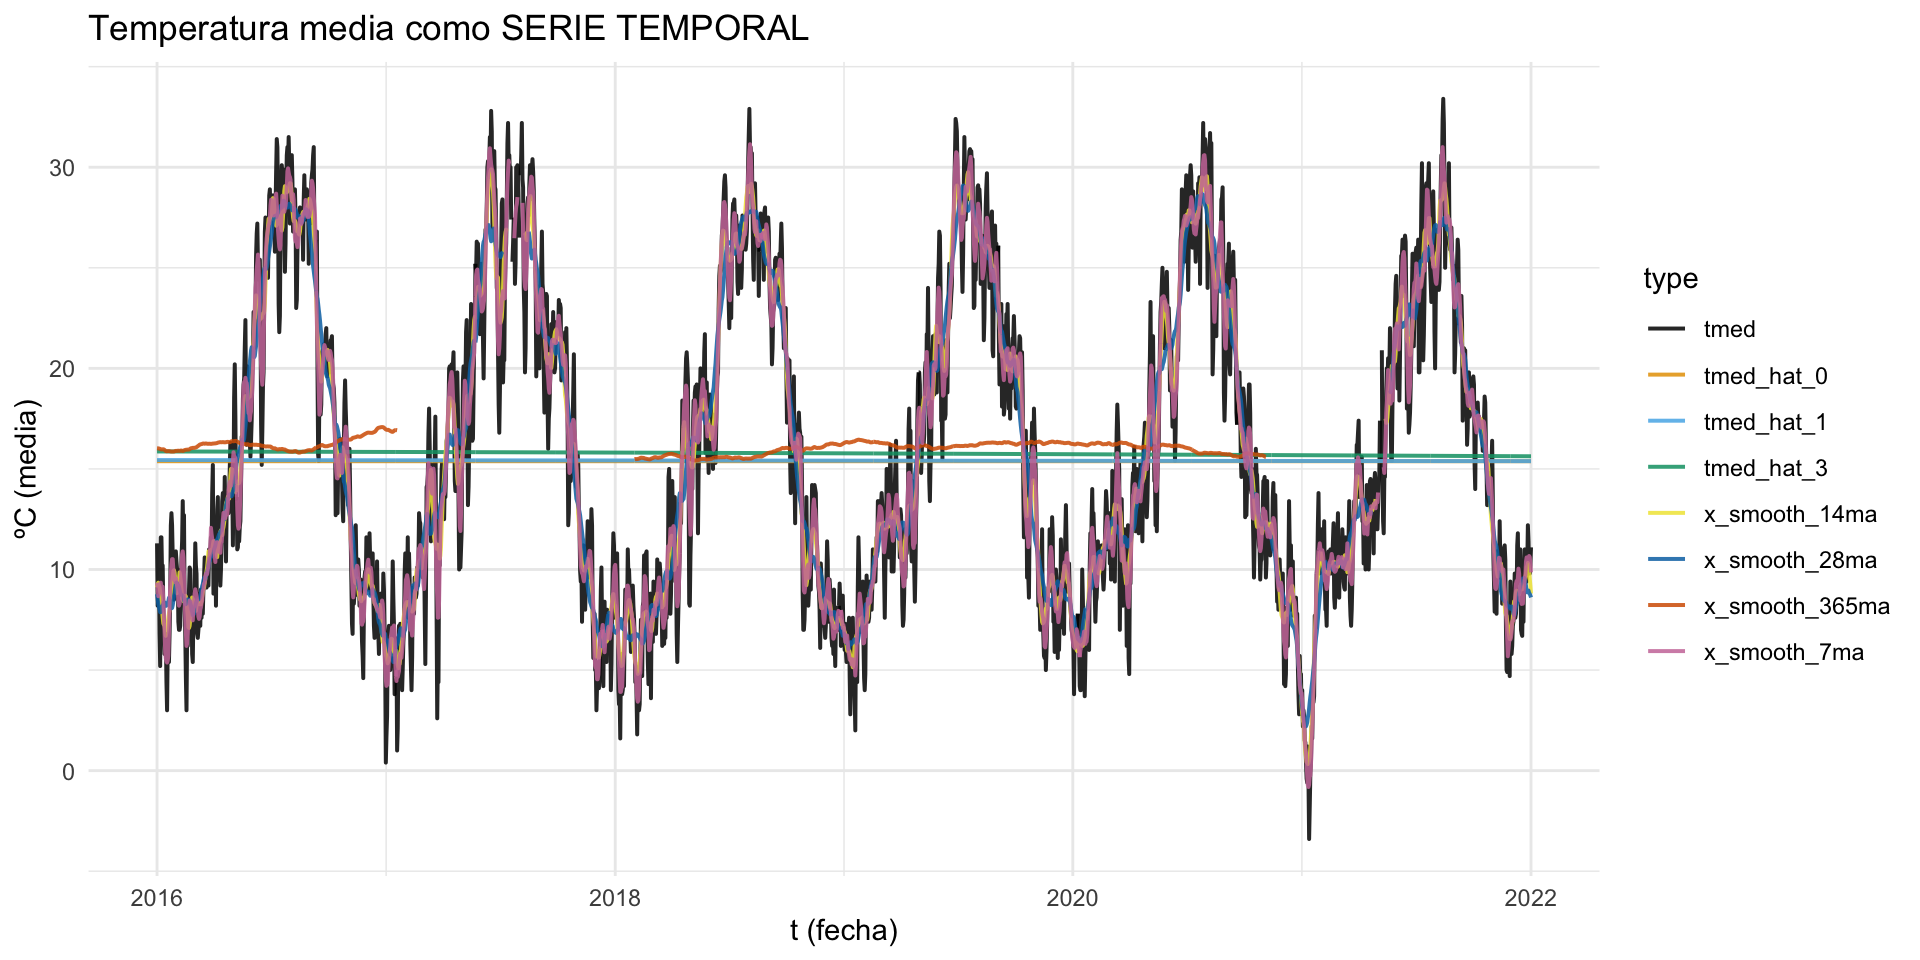 Temperatura media como SERIE TEMPORAL
ºC (media)
30
20
10
0
2016
2018
2020
2022
t (fecha)
type
tmed
tmed_hat_0
tmed_hat_1
tmed_hat_3
x_smooth_14ma
x_smooth_28ma
x_smooth_365ma
x_smooth_7ma